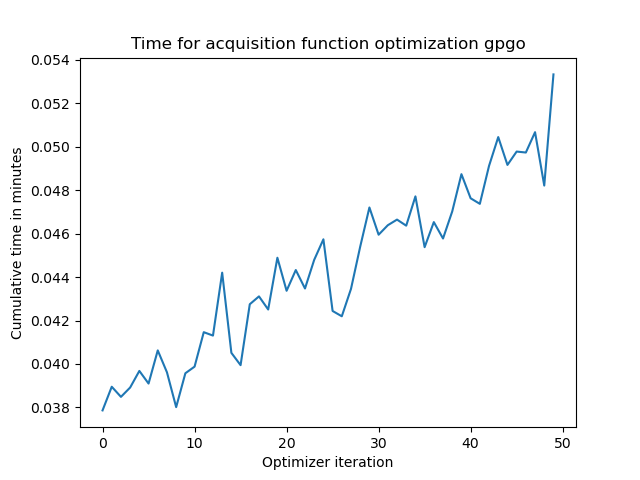 Time for acquisition function optimization gpgo
0.054
0.052
0.050
0.048
0.046
0.044
0.042
0.040
0.038
Cumulative time in minutes
0 10 20 30 40 50
Optimizer iteration